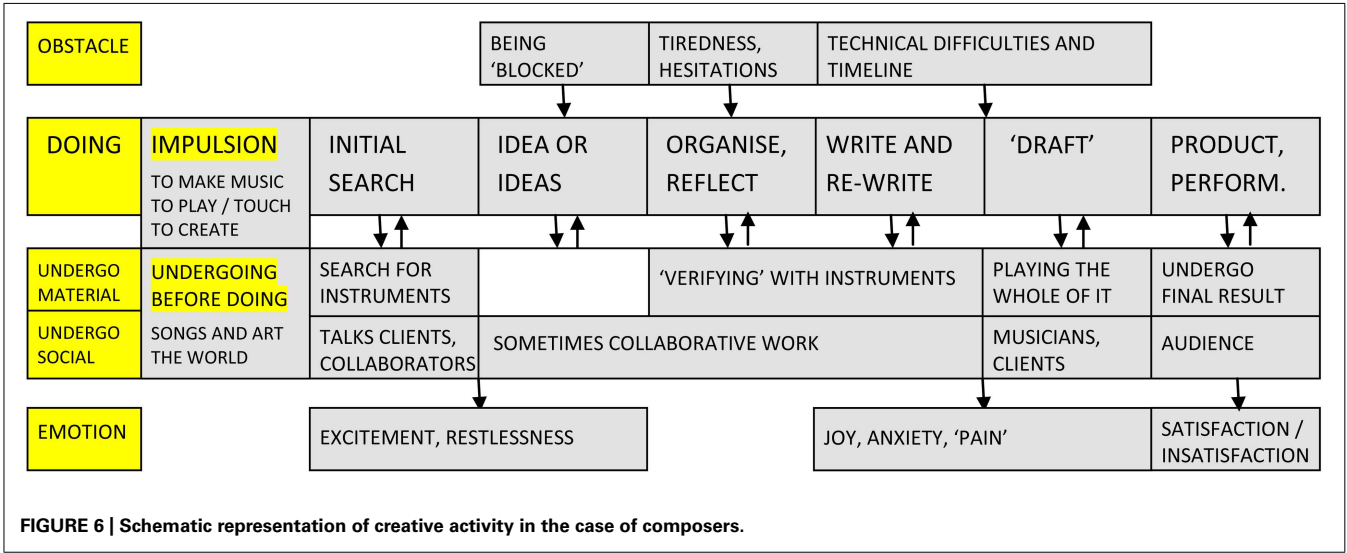 OBSTACLE
BEING
‘BLOCKED’
TIREDNESS,
HESITATIONS
TECHNICAL DIFFICULTIES AND
TIMELINE
DOING
IMPULSION
TO MAKE MUSIC
TO PLAY / TOUCH
TO CREATE
INITIAL
SEARCH
IDEA OR
IDEAS
ORGANISE,
REFLECT
WRITE AND
RE-WRITE
‘DRAFT’
PRODUCT,
PERFORM.
UNDERGO
MATERIAL
UNDERGOING
BEFORE DOING
SONGS AND ART
THE WORLD
SEARCH FOR
INSTRUMENTS
‘VERIFYING’ WITH INSTRUMENTS
PLAYING THE
WHOLE OF IT
UNDERGO
FINAL RESULT
UNDERGO
SOCIAL
TALKS CLIENTS,
COLLABORATORS
SOMETIMES COLLABORATIVE WORK
MUSICIANS,
CLIENTS
AUDIENCE
EMOTION
EXCITEMENT, RESTLESSNESS
JOY, ANXIETY, ‘PAIN’
SATISFACTION /
INSATISFACTION
FIGURE 6 | Schematic representation of creative activity in the case of composers.